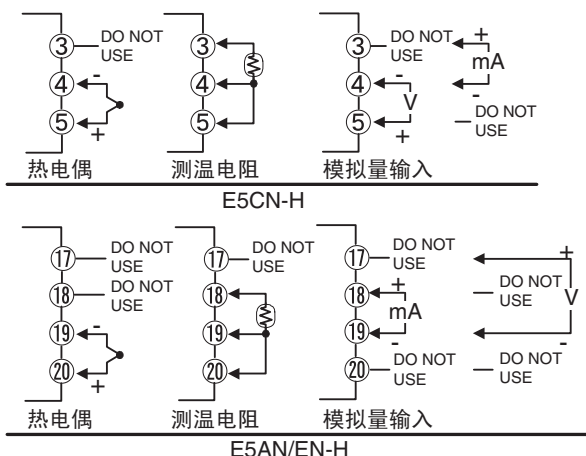 ③ DO NOT USE
④ -
⑤ +
热电偶
③
④
⑤
测温电阻
③ DO NOT USE
④ -
V
⑤ +
+
mA
-
DO NOT USE
模拟量输入
E5CN-H
⑰ DO NOT USE
⑱ DO NOT USE
⑲ -
⑳ +
热电偶
⑰ DO NOT USE
⑱
⑲
⑳
测温电阻
⑰ DO NOT USE
⑱ +
mA
⑲ -
⑳ DO NOT USE
+
DO NOT USE
V
-
DO NOT USE
模拟量输入
E5AN/EN-H